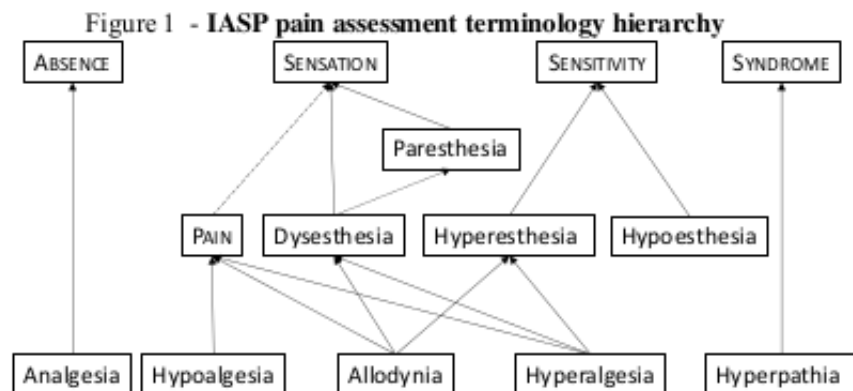 Figure 1 - IASP pain assessment terminology hierarchy
ABSENCE SENSATION SENSITIVITY SYNDROME
Paresthesia
PAIN Dysesthesia Hyperesthesia Hypoesthesia
Analgesia Hypoalgesia Allodynia Hyperalgesia Hyperpathia